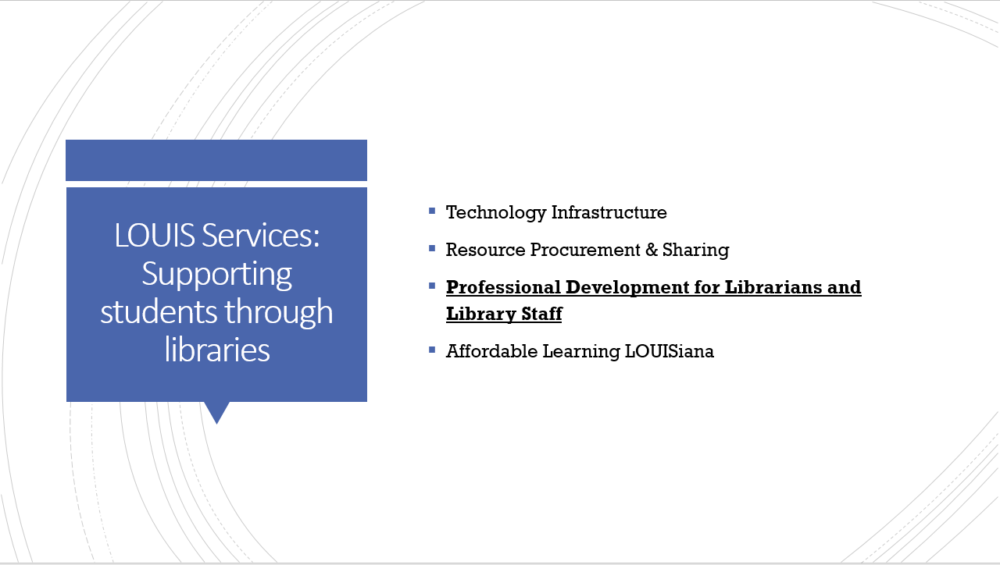 LOUIS Services:
Supporting
students through
libraries
Technology Infrastructure
Resource Procurement & Sharing
Professional Development for Librarians and
Library Staff
Affordable Learning LOUISiana